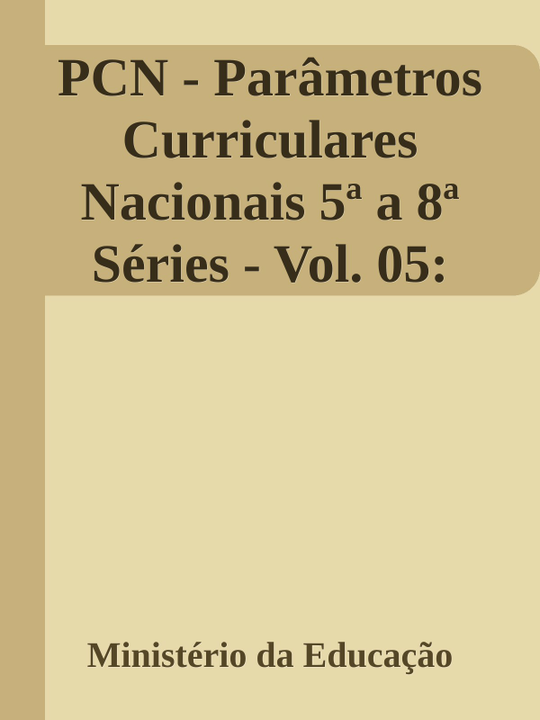 PCN - Parâmetros
Curriculares
Nacionais 5ª a 8ª
Séries - Vol. 05:
Ministério da Educação